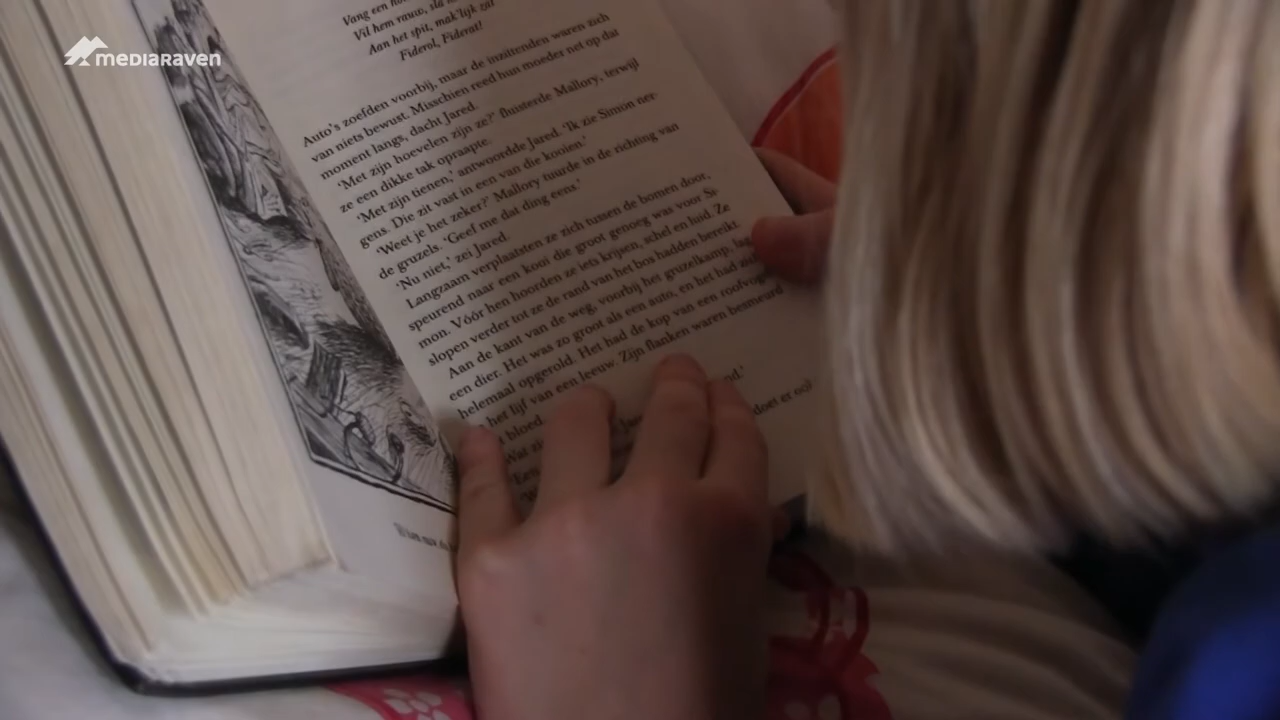 mediaraven
Vang een
Vil hem rauw, sla
Aan het spit, mak'lijk zat
Fiderol, Fiderat!
Auto's zoefden voorbij, maar de inzittenden waren zich
van niets bewust. Misschien reed hun moeder net op dat
moment langs, dacht Jared.
'Met zijn hoevelen zijn ze?' fluisterde Mallory, terwijl
ze een dikke tak opraapte.
'Met zijn tienen,' antwoordde Jared. 'Ik zie Simon ner-
gens. Die zit vast in een van die kooien.'
'Weet je het zeker?' Mallory tuurde in de richting van
de gruzels. 'Geef me dat ding eens.'
'Nu niet,' zei Jared.
Langzaam verplaatsten ze zich tussen de bomen door,
speurend naar een kooi die groot genoeg was voor Si-
mon. Vóór hen hoorden ze iets krijsen, schel en luid. Ze
slopen verder tot ze de rand van het bos hadden bereikt.
Aan de kant van de weg, voorbij het gruzelkamp, lag
een dier. Het was zo groot als een auto, en het had zich
helemaal opgerold. Het had de kop van een roofvogel
het lijf van een leeuw. Zijn flanken waren besmeurd
bloed.
Wat
Een
doet er ook